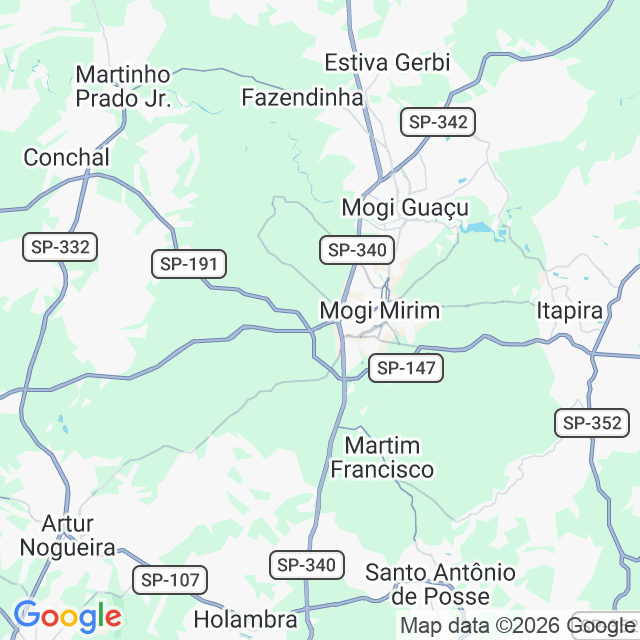 Estiva Gerbi
Martinho
Prado Jr.
Fazendinha
SP-342
Conchal
Mogi Guaçu
SP-332
SP-340
SP-191
Mogi Mirim
Itapira
SP-147
SP-352
Martim
Francisco
Artur
Nogueira
SP-340
SP-107
Santo Antônio
de Posse
Holambra
Google
Map data ©2026 Google